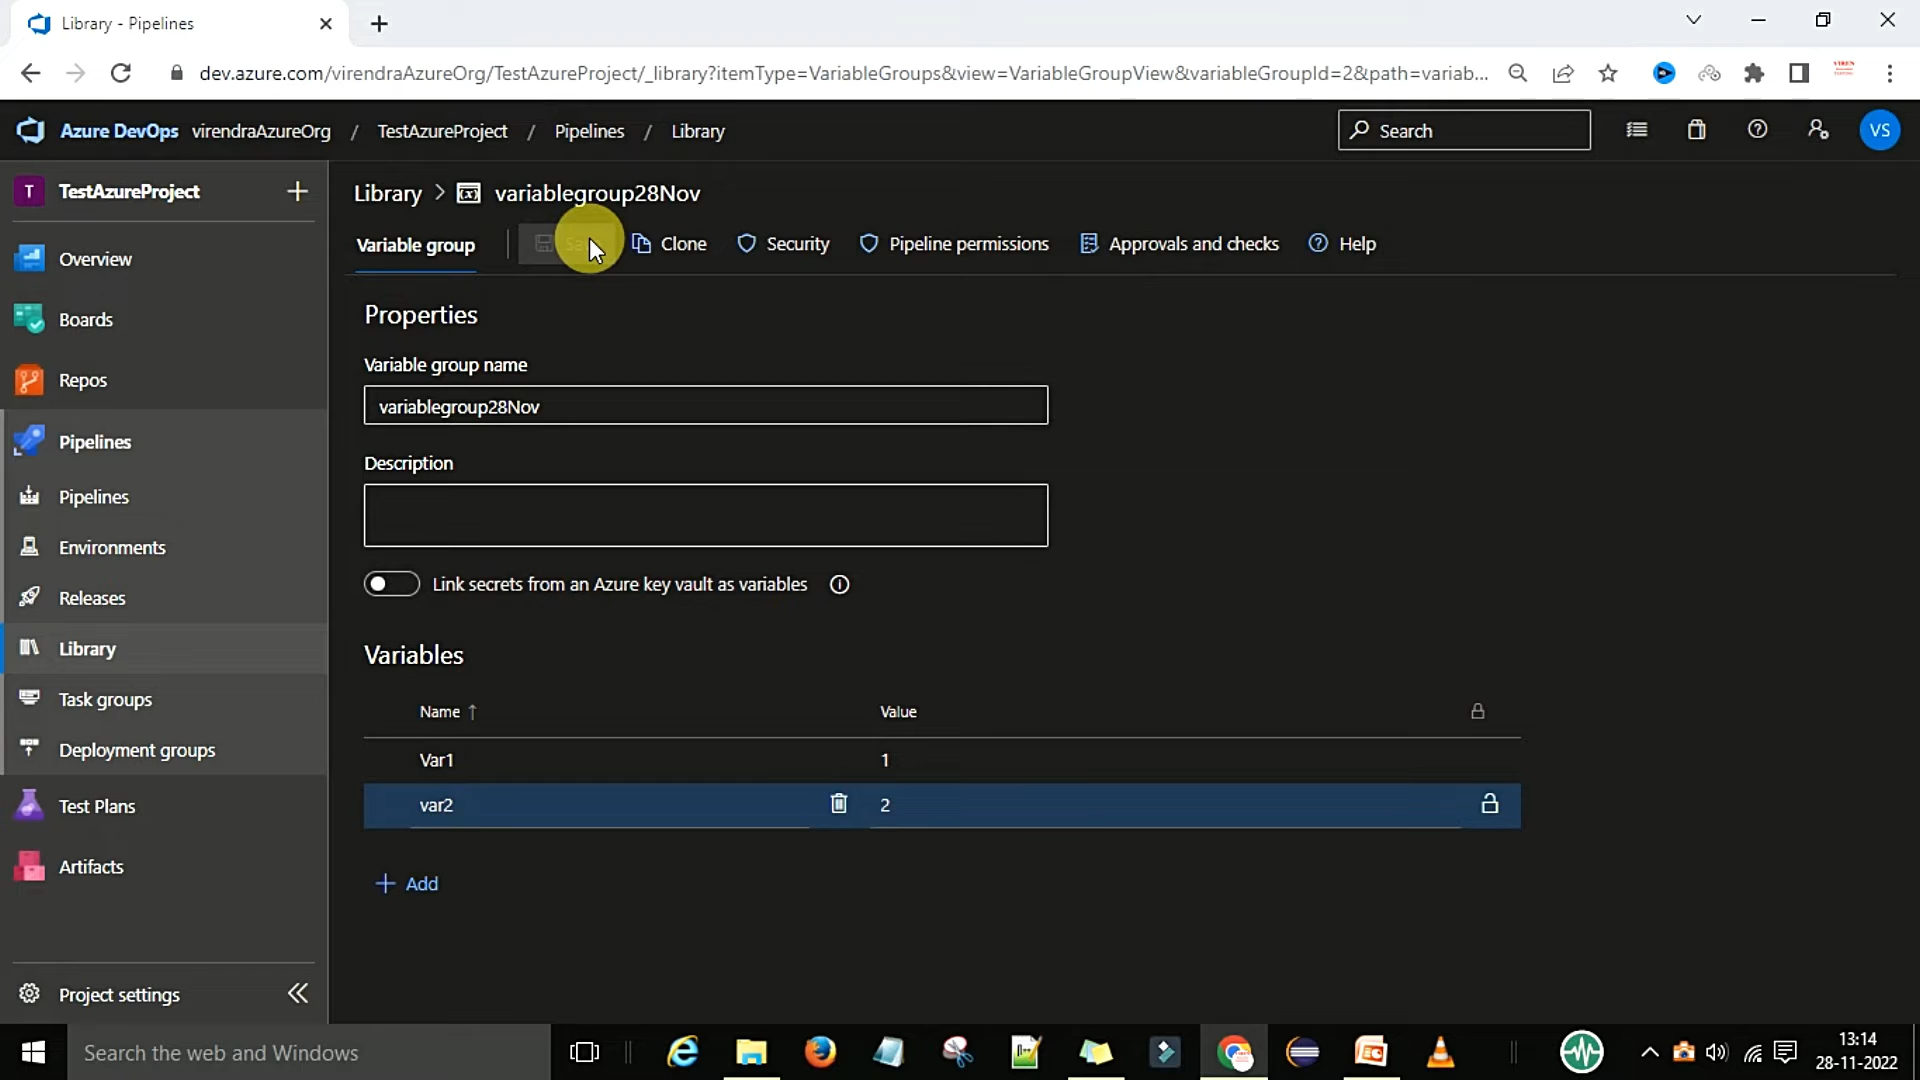 Library - Pipelines
dev.azure.com/virendraAzureOrg/TestAzureProject/_library?itemType=VariableGroups&view=VariableGroupView&variableGroupId=2&path=variab...
Azure DevOps virendraAzureOrg / TestAzureProject / Pipelines / Library
Search
VS
T TestAzureProject
Library > variablegroup28Nov
Variable group
Clone
Security
Pipeline permissions
Approvals and checks
Help
Overview
Boards
Repos
Pipelines
Pipelines
Environments
Releases
Library
Task groups
Deployment groups
Test Plans
Artifacts
Project settings
Properties
Variable group name
variablegroup28Nov
Description
Link secrets from an Azure key vault as variables
Variables
Name ↑ Value
Var1 1
var2 2
+ Add
Search the web and Windows
13:14
28-11-2022